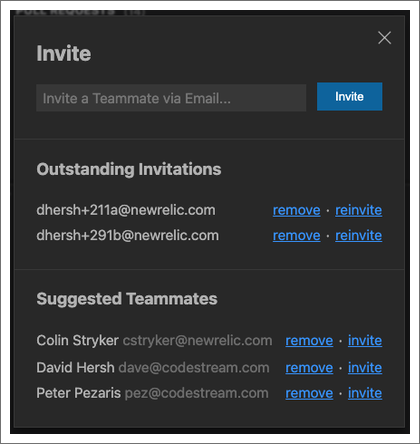 PULL REQUESTS
Invite
Invite a Teammate via Email...
Invite
Outstanding Invitations
dhersh+211a@newrelic.com remove · reinvite
dhersh+291b@newrelic.com remove · reinvite
Suggested Teammates
Colin Stryker cstryker@newrelic.com remove · invite
David Hersh dave@codestream.com remove · invite
Peter Pezaris pez@codestream.com remove · invite